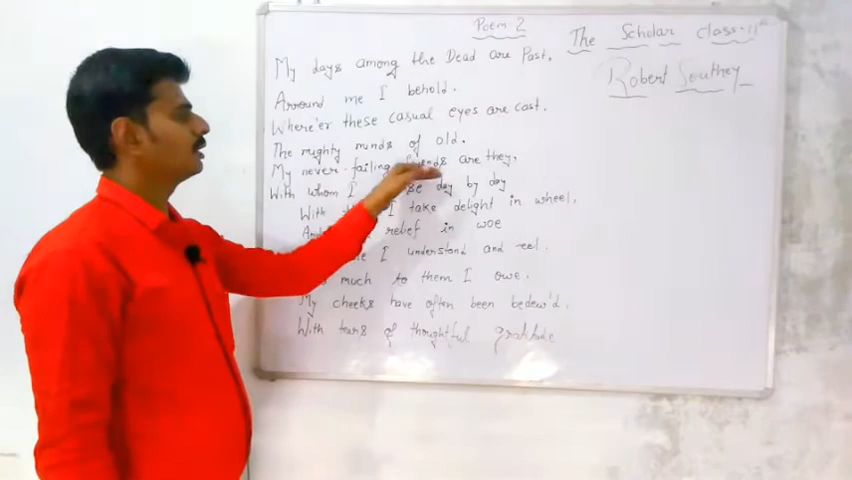 Poem: 2 The Scholar class-11th
Robert Southey
My days among the Dead are Past.
Arround me I behold.
Where'er these casual eyes are cast.
The mighty minds of old.
My never-failing friends are they,
With whom I day by day
With I take delight in wheel.
relief in woe
I understand and
much to them I owe.
My cheeks have often been bedew'd.
With tears of thoughtful gratitude